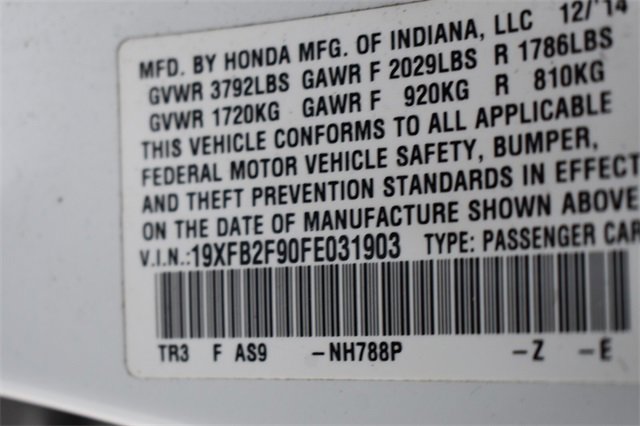 MFD. BY HONDA MFG. OF INDIANA, LLC 12/'14
GVWR 3792LBS GAWR F 2029LBS R 1786LBS
GVWR 1720KG GAWR F 920KG R 810KG
THIS VEHICLE CONFORMS TO ALL APPLICABLE
FEDERAL MOTOR VEHICLE SAFETY, BUMPER,
AND THEFT PREVENTION STANDARDS IN EFFECT
ON THE DATE OF MANUFACTURE SHOWN ABOVE
V.I.N.:19XFB2F90FE031903 TYPE: PASSENGER CAR
TR3 F AS9 -NH788P -Z -E